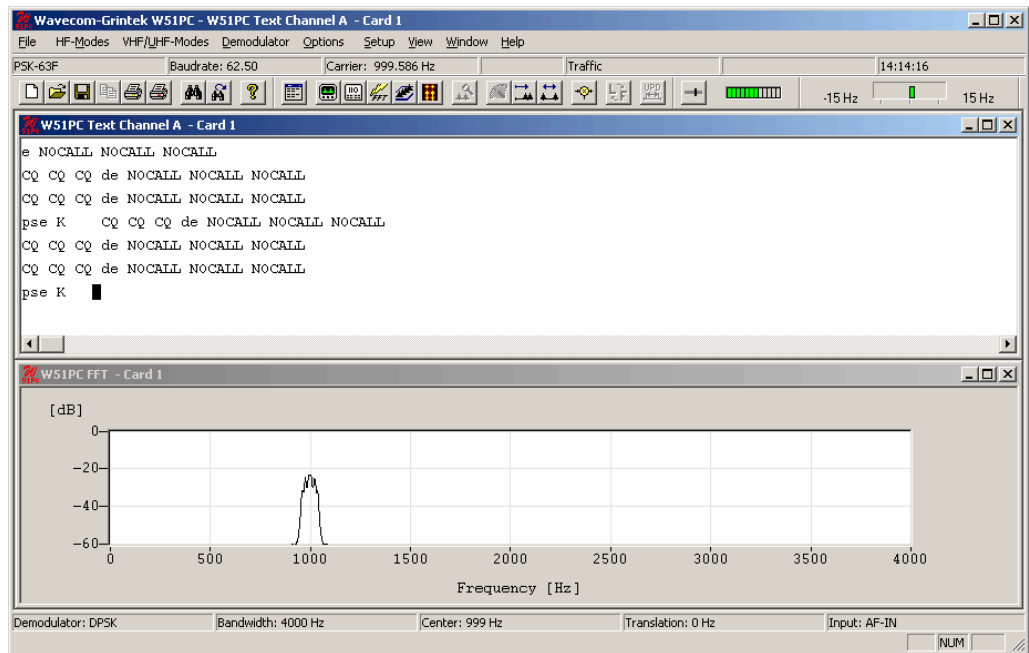 Wavecom-Grintek W51PC - W51PC Text Channel A - Card 1
File HF-Modes VHF/UHF-Modes Demodulator Options Setup View Window Help
PSK-63F Baudrate: 62.50 Carrier: 999.586 Hz Traffic 14:14:16
-15 Hz 15 Hz
W51PC Text Channel A - Card 1
e NOCALL NOCALL NOCALL
CQ CQ CQ de NOCALL NOCALL NOCALL
CQ CQ CQ de NOCALL NOCALL NOCALL
pse K    CQ CQ CQ de NOCALL NOCALL NOCALL
CQ CQ CQ de NOCALL NOCALL NOCALL
CQ CQ CQ de NOCALL NOCALL NOCALL
pse K
W51PC FFT - Card 1
[dB]
0
-20
-40
-60
0 500 1000 1500 2000 2500 3000 3500 4000
Frequency [Hz]
Demodulator: DPSK Bandwidth: 4000 Hz Center: 999 Hz Translation: 0 Hz Input: AF-IN
NUM